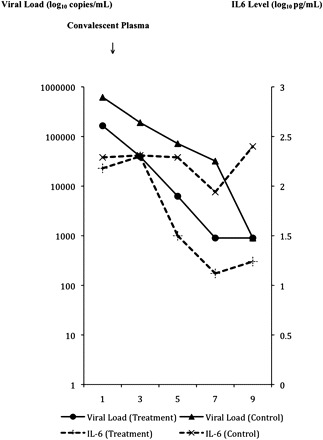 Viral Load (log10 copies/mL) IL6 Level (log10 pg/mL)
Convalescent Plasma
↓
1000000 3
100000 2.5
10000 2
1000 1.5
100 1
10 0.5
1 0
1 3 5 7 9
Viral Load (Treatment) Viral Load (Control)
IL-6 (Treatment) IL-6 (Control)